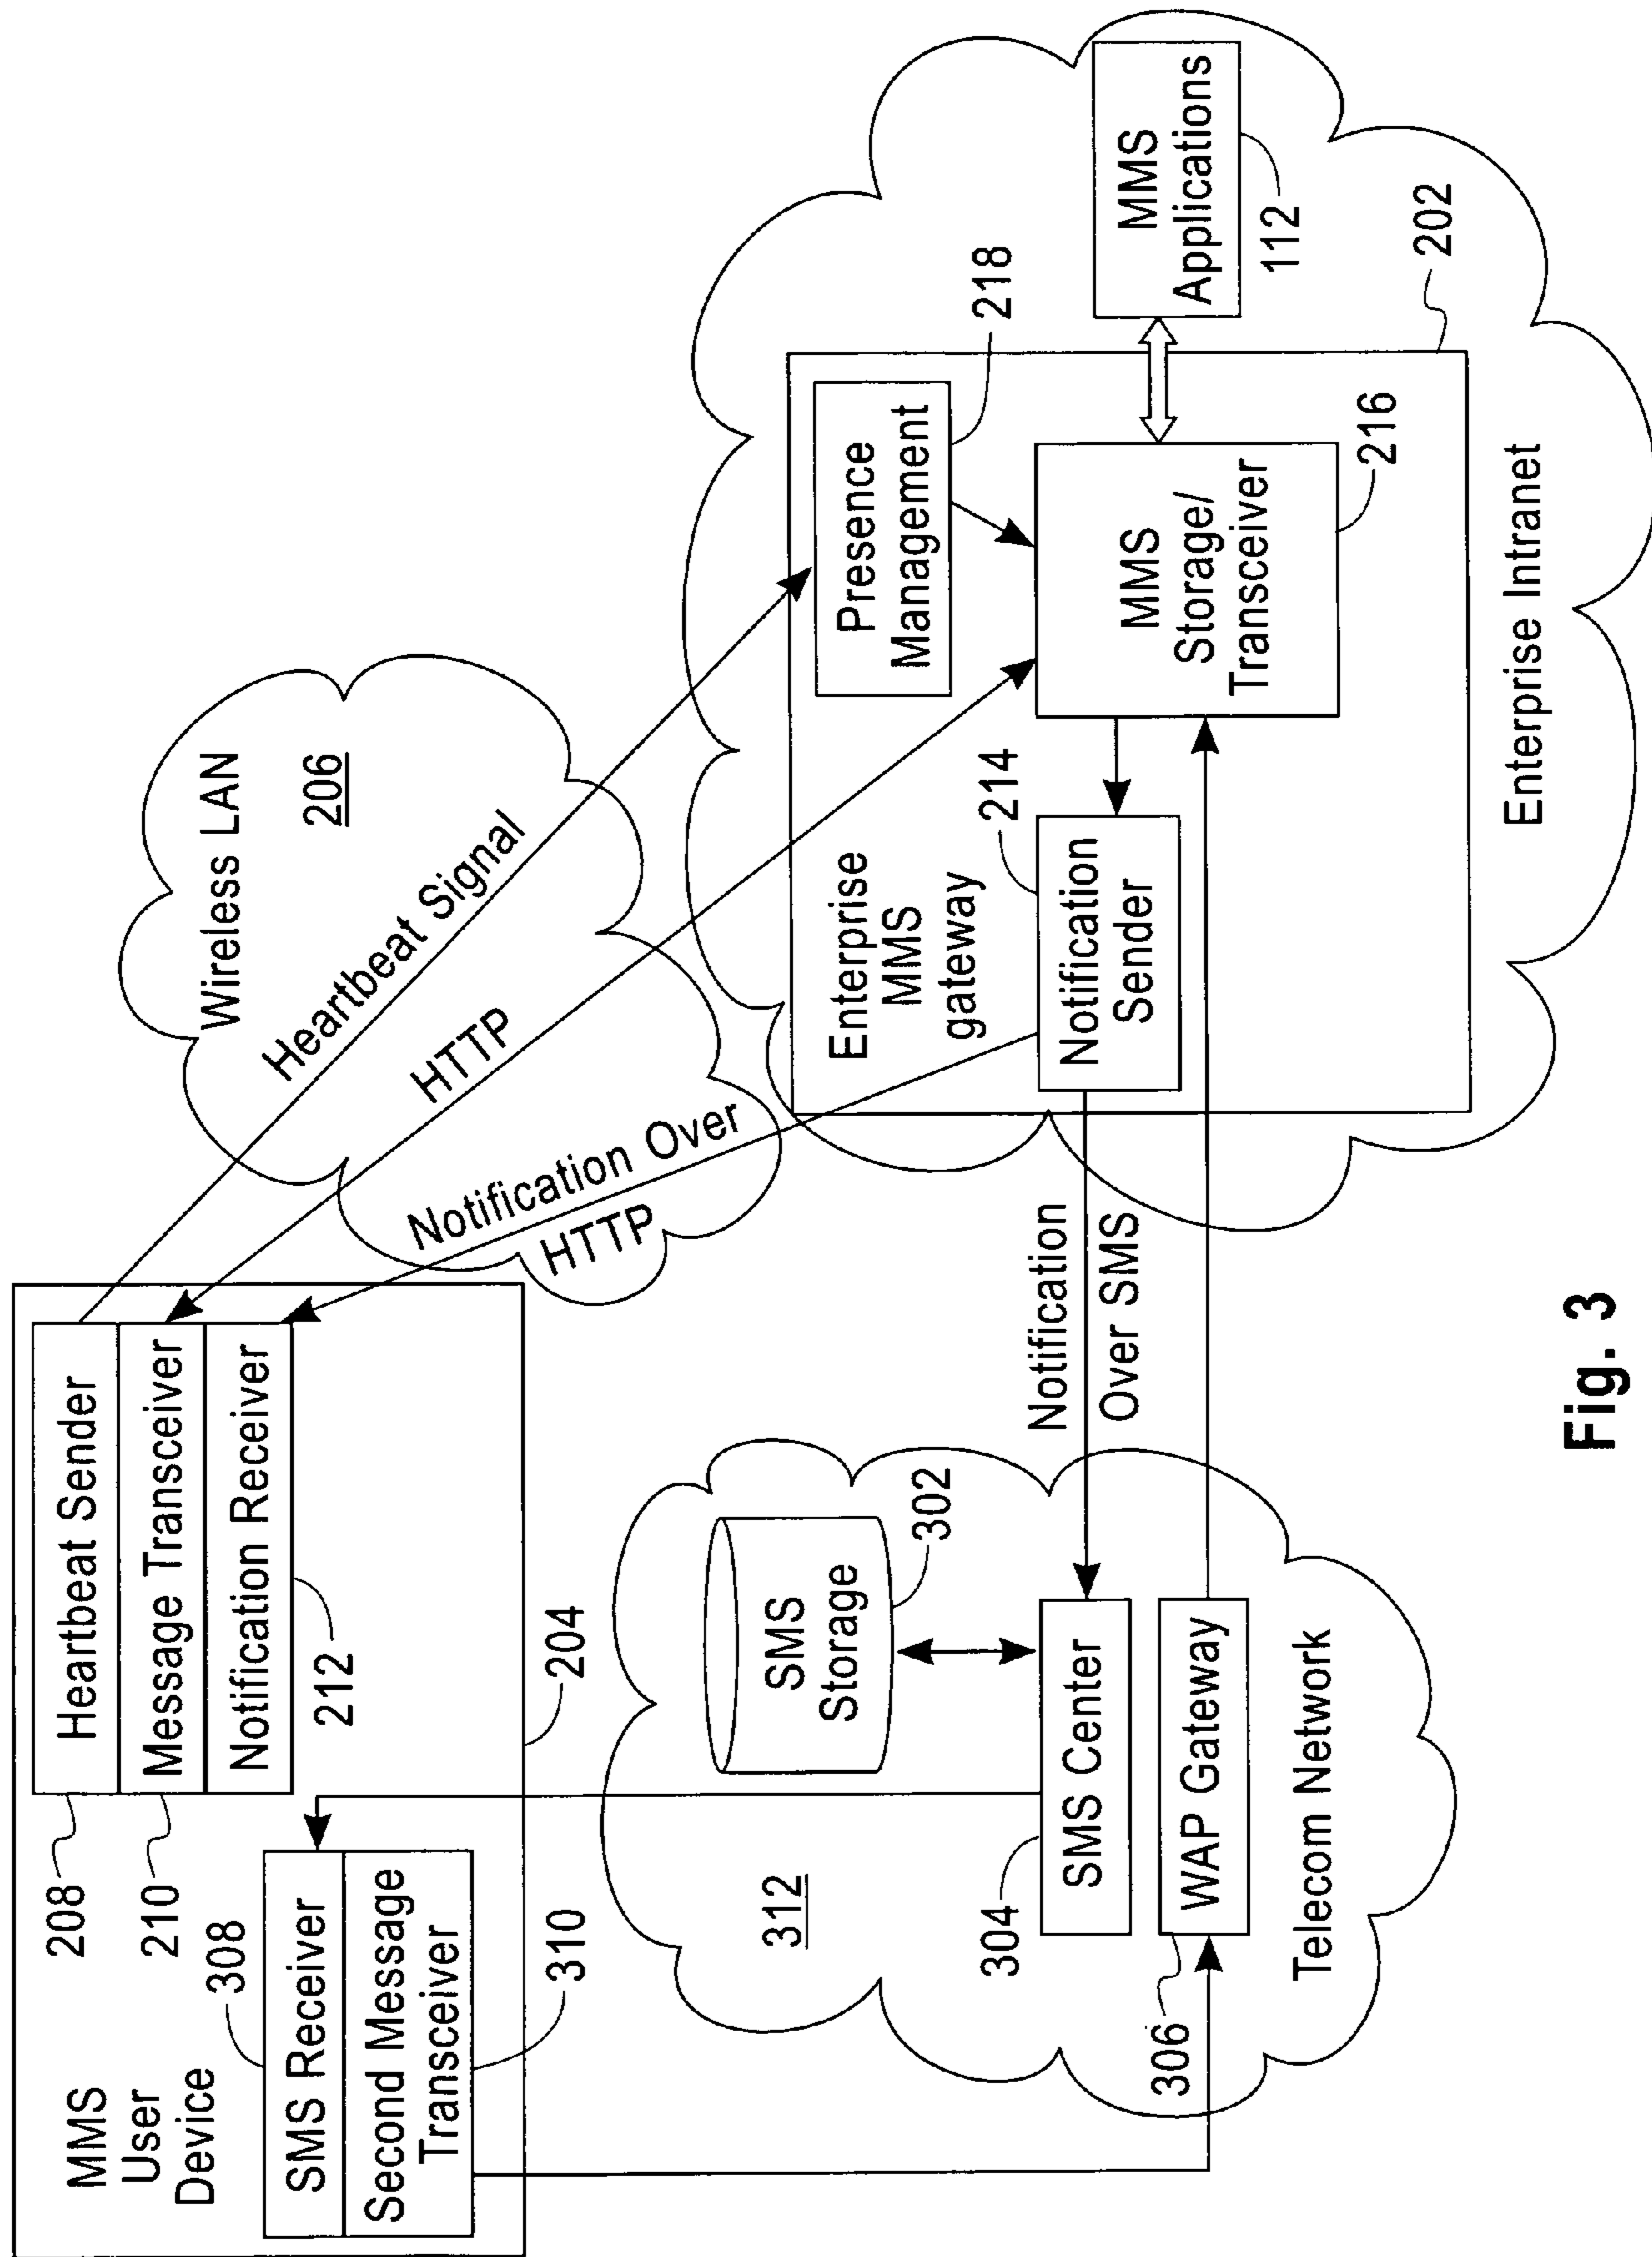 MMS
User
Device
308
SMS Receiver
Second Message
Transceiver
310
208
210
Heartbeat Sender
Message Transceiver
Notification Receiver
212
204
Wireless LAN
206
Heartbeat Signal
HTTP
Notification Over
HTTP
312
SMS
Storage
302
304
SMS Center
306
WAP Gateway
Telecom Network
Notification
Over SMS
Enterprise
MMS
gateway
214
Notification
Sender
Presence
Management
218
MMS
Storage/
Transceiver
216
MMS
Applications
112
202
Enterprise Intranet
Fig. 3